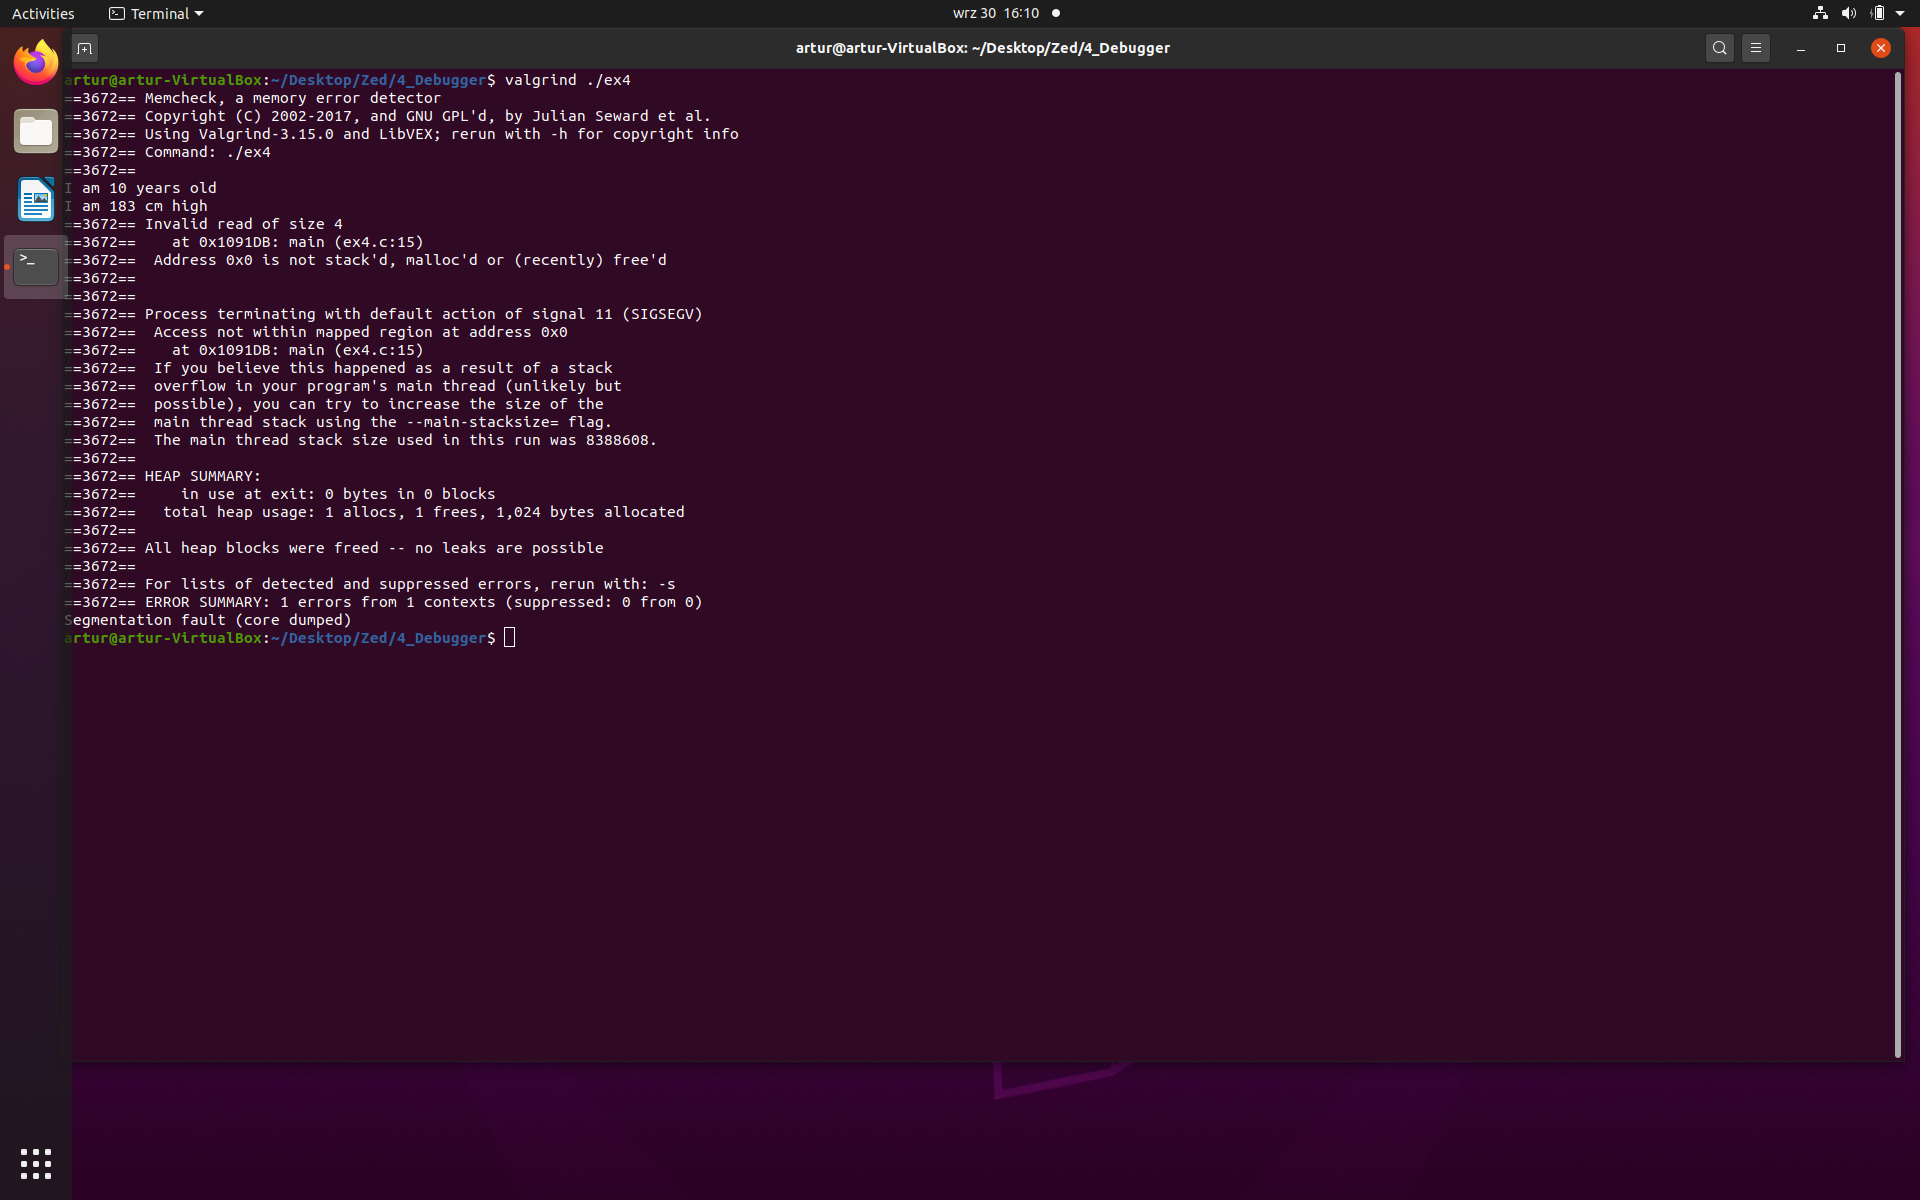 Activities
Terminal
wrz 30 16:10
artur@artur-VirtualBox: ~/Desktop/Zed/4_Debugger
artur@artur-VirtualBox:~/Desktop/Zed/4_Debugger$ valgrind ./ex4
==3672== Memcheck, a memory error detector
==3672== Copyright (C) 2002-2017, and GNU GPL'd, by Julian Seward et al.
==3672== Using Valgrind-3.15.0 and LibVEX; rerun with -h for copyright info
==3672== Command: ./ex4
==3672==
I am 10 years old
I am 183 cm high
==3672== Invalid read of size 4
==3672==    at 0x1091DB: main (ex4.c:15)
==3672==  Address 0x0 is not stack'd, malloc'd or (recently) free'd
==3672==
==3672==
==3672== Process terminating with default action of signal 11 (SIGSEGV)
==3672==  Access not within mapped region at address 0x0
==3672==    at 0x1091DB: main (ex4.c:15)
==3672==  If you believe this happened as a result of a stack
==3672==  overflow in your program's main thread (unlikely but
==3672==  possible), you can try to increase the size of the
==3672==  main thread stack using the --main-stacksize= flag.
==3672==  The main thread stack size used in this run was 8388608.
==3672==
==3672== HEAP SUMMARY:
==3672==     in use at exit: 0 bytes in 0 blocks
==3672==   total heap usage: 1 allocs, 1 frees, 1,024 bytes allocated
==3672==
==3672== All heap blocks were freed -- no leaks are possible
==3672==
==3672== For lists of detected and suppressed errors, rerun with: -s
==3672== ERROR SUMMARY: 1 errors from 1 contexts (suppressed: 0 from 0)
Segmentation fault (core dumped)
artur@artur-VirtualBox:~/Desktop/Zed/4_Debugger$